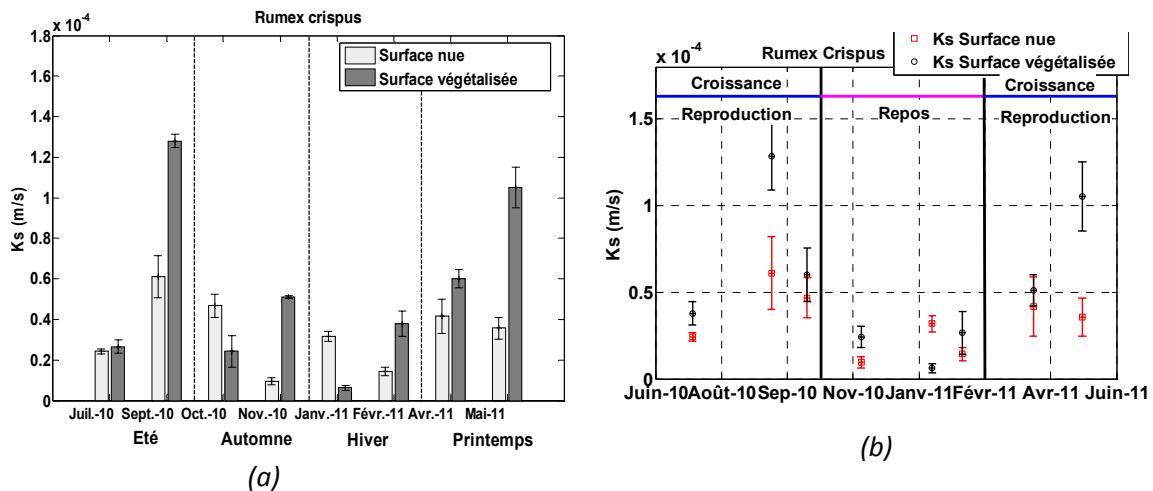 Rumex crispus
x 10⁻⁴
1.8
1.6
1.4
1.2
1
0.8
0.6
0.4
0.2
0
Ks (m/s)
Surface nue
Surface végétalisée
Juil.-10 Sept.-10 Oct.-10 Nov.-10 Janv.-11 Févr.-11 Avr.-11 Mai-11
Eté Automne Hiver Printemps
(a)
x 10⁻⁴
Rumex Crispus
Ks Surface nue
Ks Surface végétalisée
Croissance Croissance
Reproduction Repos Reproduction
1.5
1
0.5
0
Ks (m/s)
Juin-10 Août-10 Sep-10 Nov-10 Janv-11 Févri-11 Avr-11 Juin-11
(b)